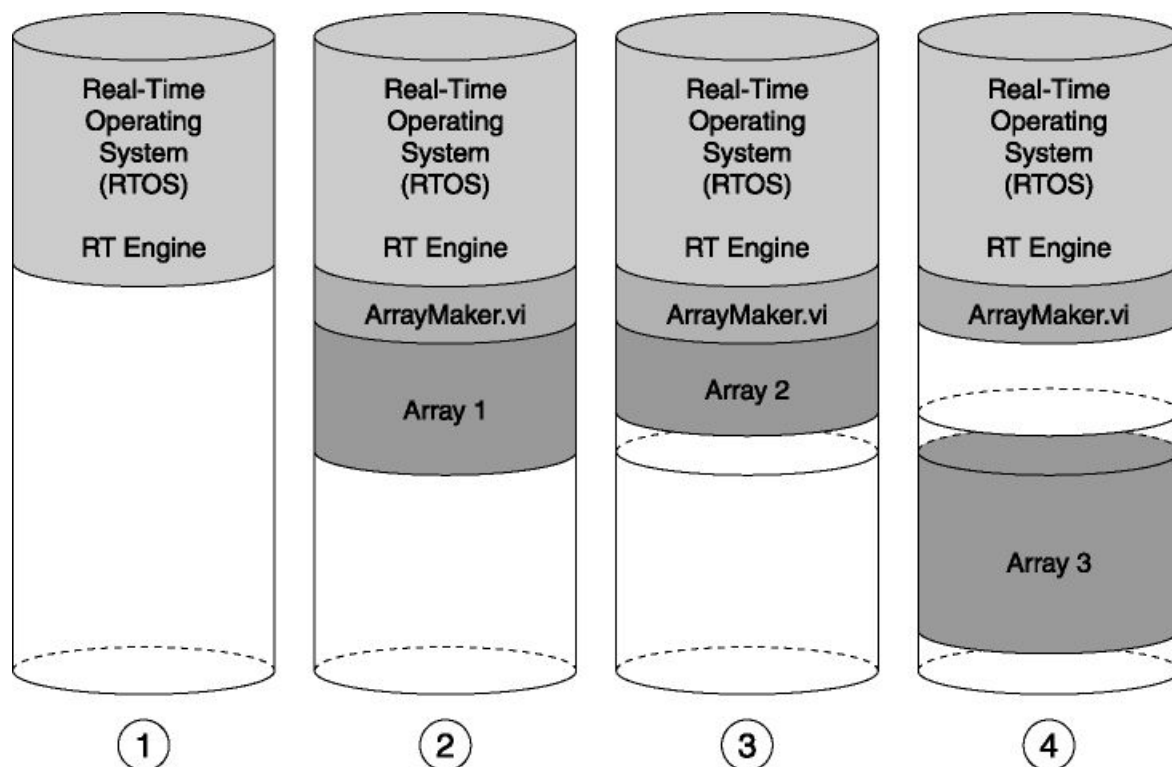 Real-Time
Operating
System
(RTOS)
RT Engine
Real-Time
Operating
System
(RTOS)
RT Engine
ArrayMaker.vi
Array 1
Real-Time
Operating
System
(RTOS)
RT Engine
ArrayMaker.vi
Array 2
Real-Time
Operating
System
(RTOS)
RT Engine
ArrayMaker.vi
Array 3
1
2
3
4